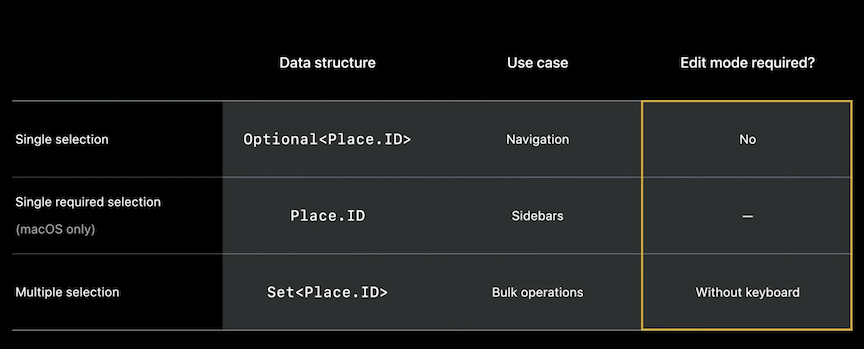 Data structure Use case Edit mode required?
Single selection Optional<Place.ID> Navigation No
Single required selection
(macOS only) Place.ID Sidebars —
Multiple selection Set<Place.ID> Bulk operations Without keyboard